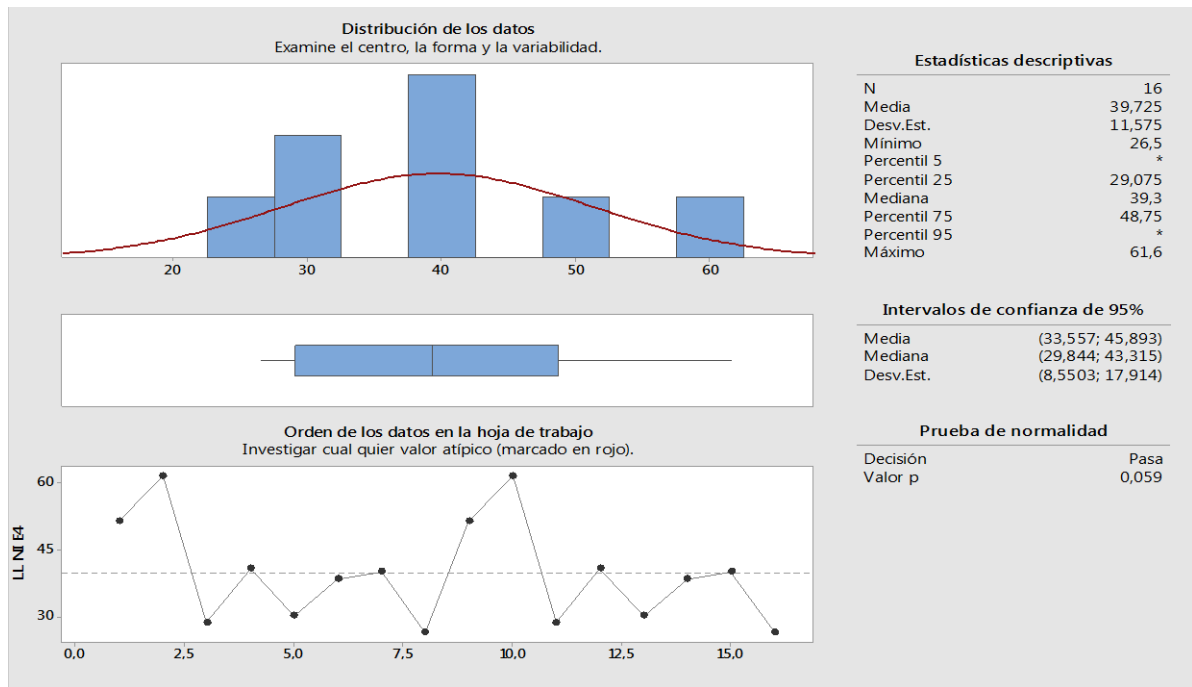 Distribución de los datos
Examine el centro, la forma y la variabilidad.
20 30 40 50 60
Orden de los datos en la hoja de trabajo
Investigar cual quier valor atípico (marcado en rojo).
60
45
30
LL NI E4
0,0 2,5 5,0 7,5 10,0 12,5 15,0
Estadísticas descriptivas
N 16
Media 39,725
Desv.Est. 11,575
Mínimo 26,5
Percentil 5 *
Percentil 25 29,075
Mediana 39,3
Percentil 75 48,75
Percentil 95 *
Máximo 61,6
Intervalos de confianza de 95%
Media (33,557; 45,893)
Mediana (29,844; 43,315)
Desv.Est. (8,5503; 17,914)
Prueba de normalidad
Decisión Pasa
Valor p 0,059